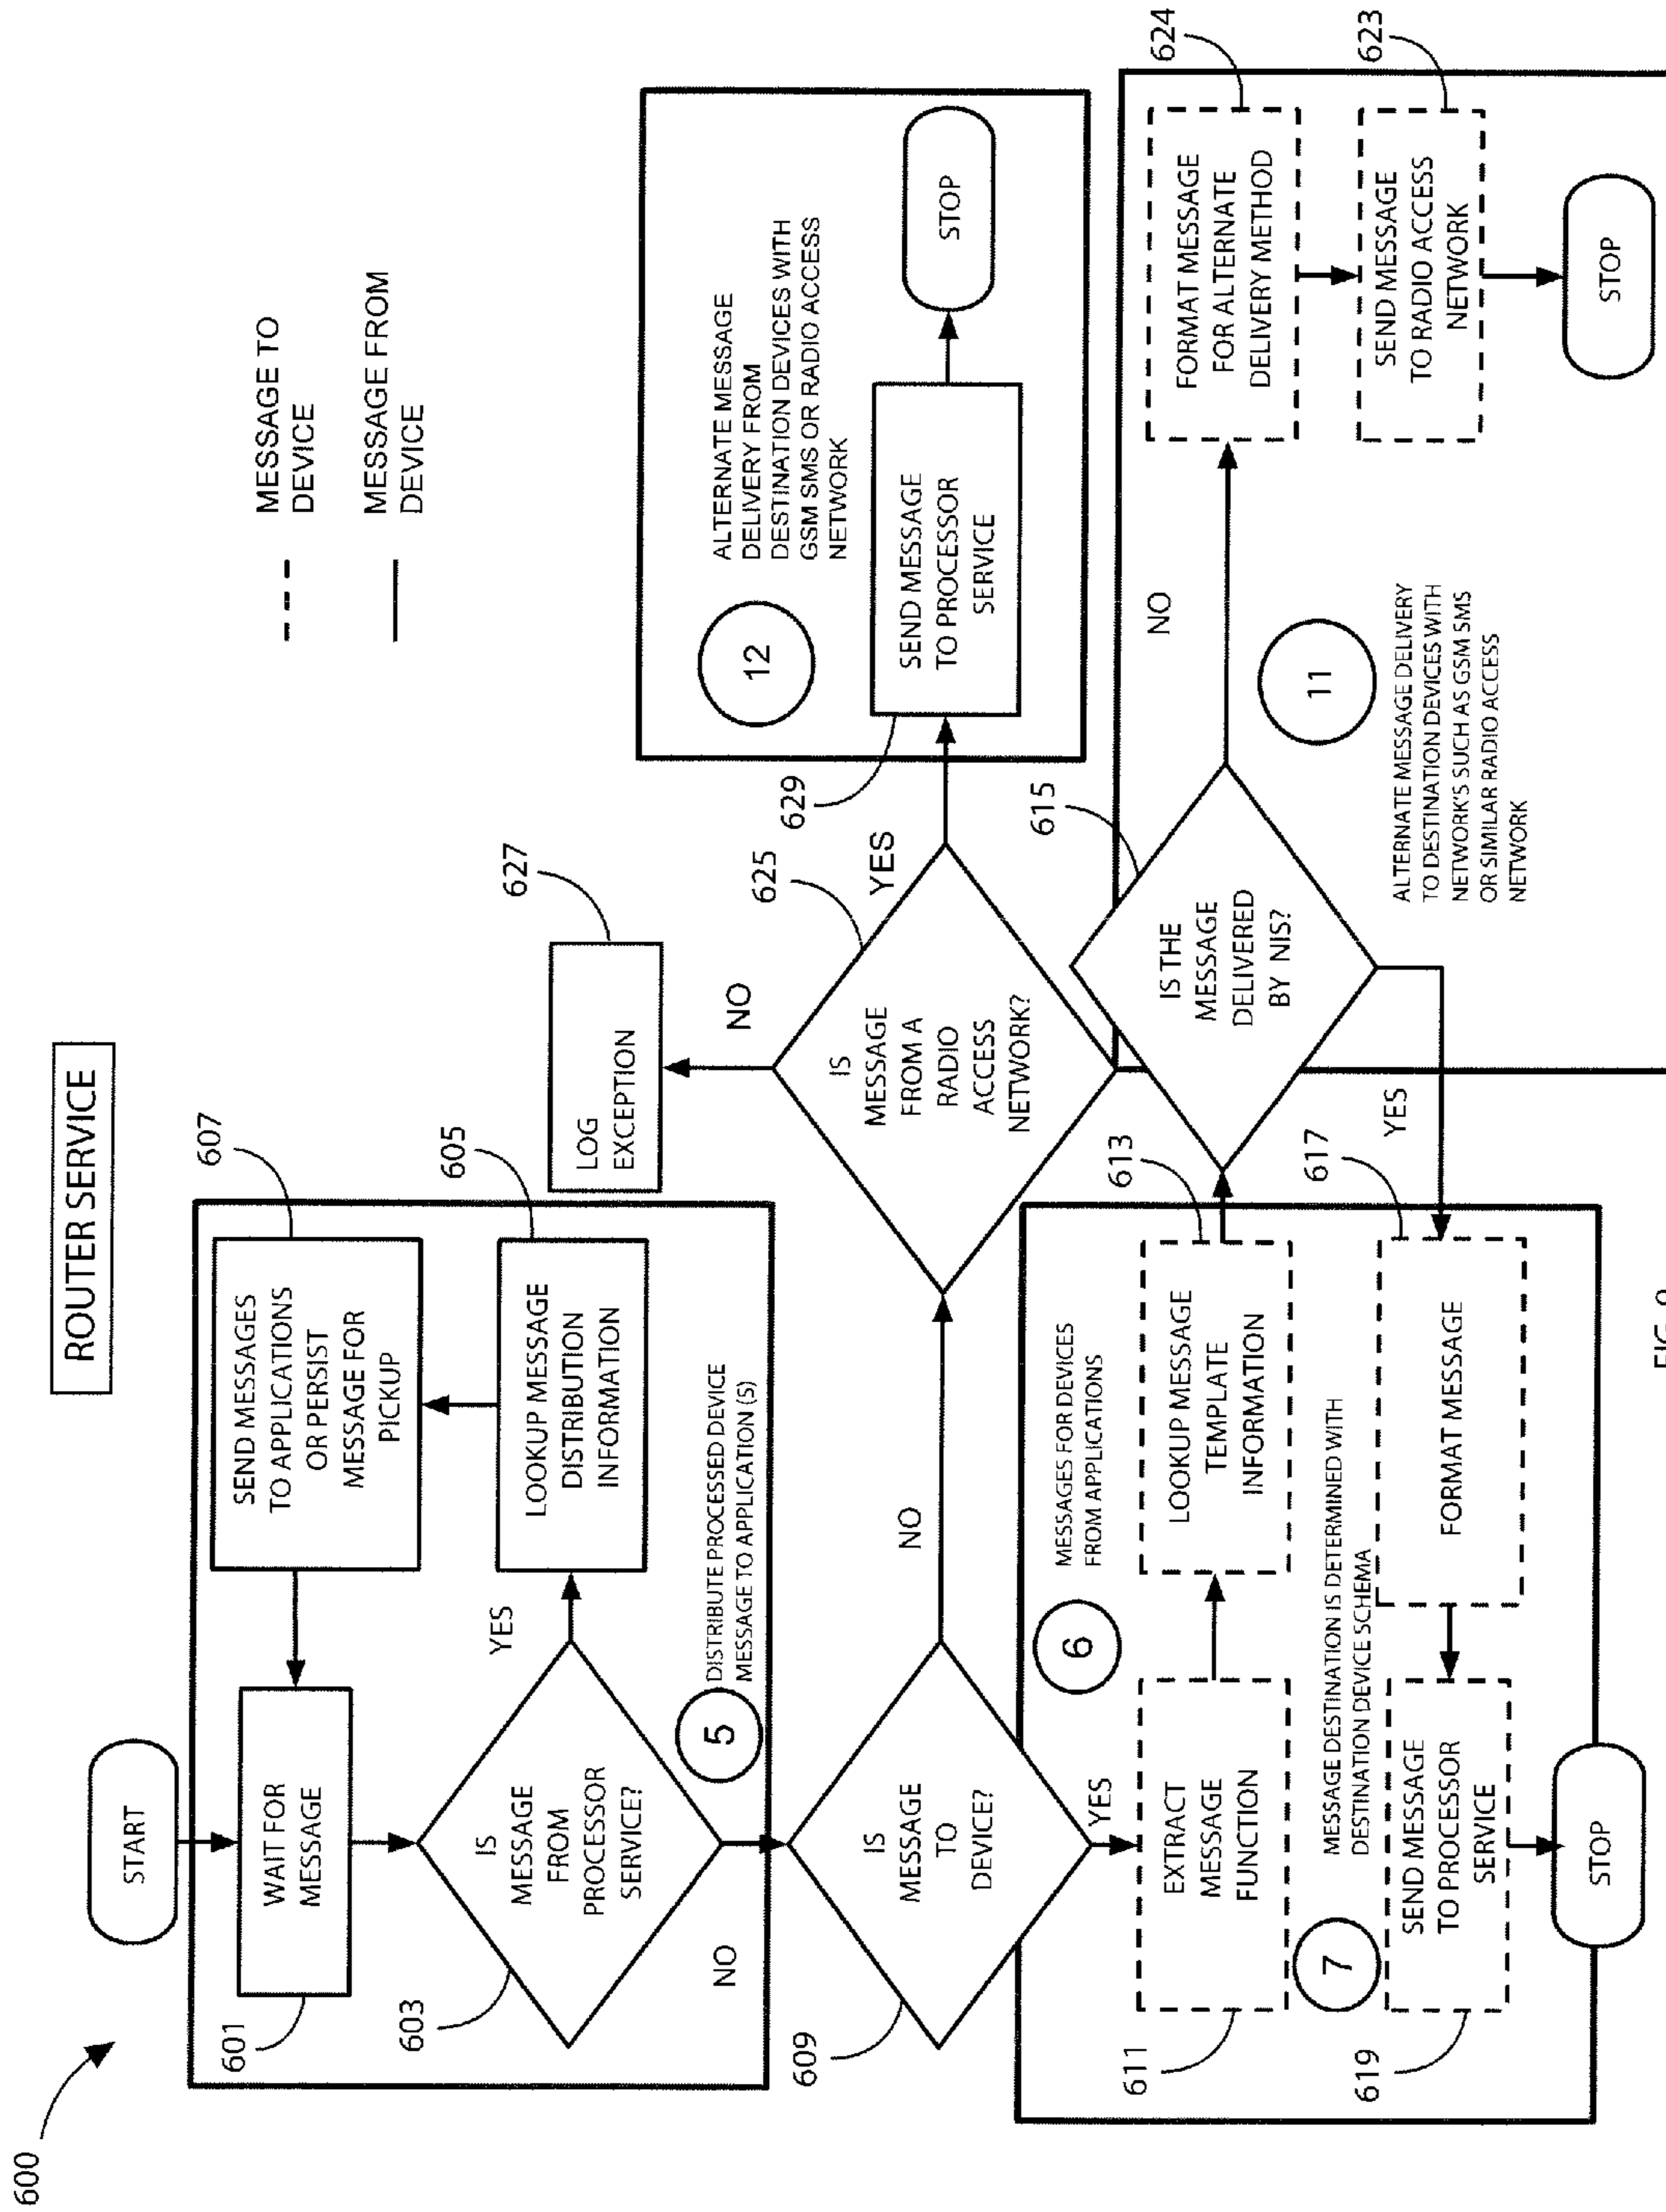 ROUTER SERVICE
600
START
601
WAIT FOR
MESSAGE
607
SEND MESSAGES
TO APPLICATIONS
OR PERSIST
MESSAGE FOR
PICKUP
603
IS
MESSAGE
FROM
PROCESSOR
SERVICE?
YES
605
LOOKUP MESSAGE
DISTRIBUTION
INFORMATION
NO
5
DISTRIBUTE PROCESSED DEVICE
MESSAGE TO APPLICATION (S)
MESSAGE TO
DEVICE
MESSAGE FROM
DEVICE
627
LOG
EXCEPTION
NO
609
IS
MESSAGE
TO
DEVICE?
NO
625
IS
MESSAGE
FROM A
RADIO
ACCESS
NETWORK?
YES
629
12
ALTERNATE MESSAGE
DELIVERY FROM
DESTINATION DEVICES WITH
GSM SMS OR RADIO ACCESS
NETWORK
SEND MESSAGE
TO PROCESSOR
SERVICE
STOP
YES
6
MESSAGES FOR DEVICES
FROM APPLICATIONS
611
EXTRACT
MESSAGE
FUNCTION
613
LOOKUP MESSAGE
TEMPLATE
INFORMATION
615
IS THE
MESSAGE
DELIVERED
BY NIS?
NO
624
FORMAT MESSAGE
FOR ALTERNATE
DELIVERY METHOD
11
ALTERNATE MESSAGE DELIVERY
TO DESTINATION DEVICES WITH
NETWORK'S SUCH AS GSM SMS
OR SIMILAR RADIO ACCESS
NETWORK
623
SEND MESSAGE
TO RADIO ACCESS
NETWORK
STOP
YES
7
MESSAGE DESTINATION IS DETERMINED WITH
DESTINATION DEVICE SCHEMA
617
FORMAT MESSAGE
619
SEND MESSAGE
TO PROCESSOR
SERVICE
STOP